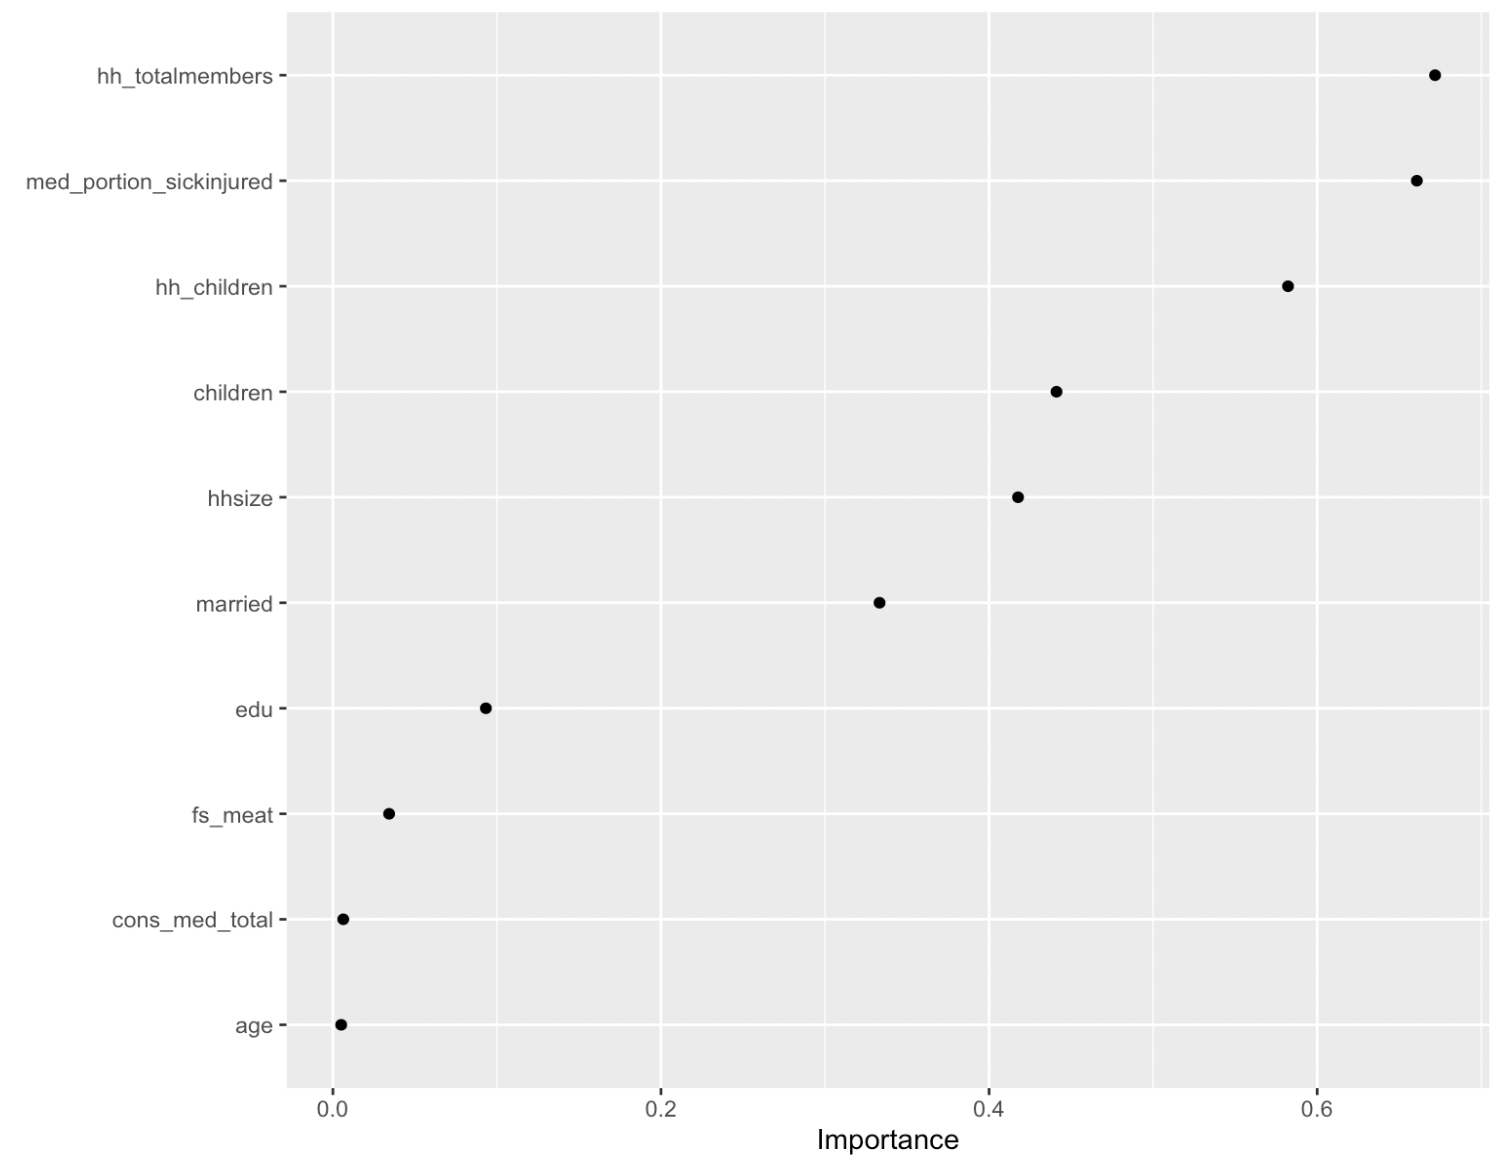 hh_totalmembers
med_portion_sickinjured
hh_children
children
hhsize
married
edu
fs_meat
cons_med_total
age
0.0 0.2 0.4 0.6
Importance